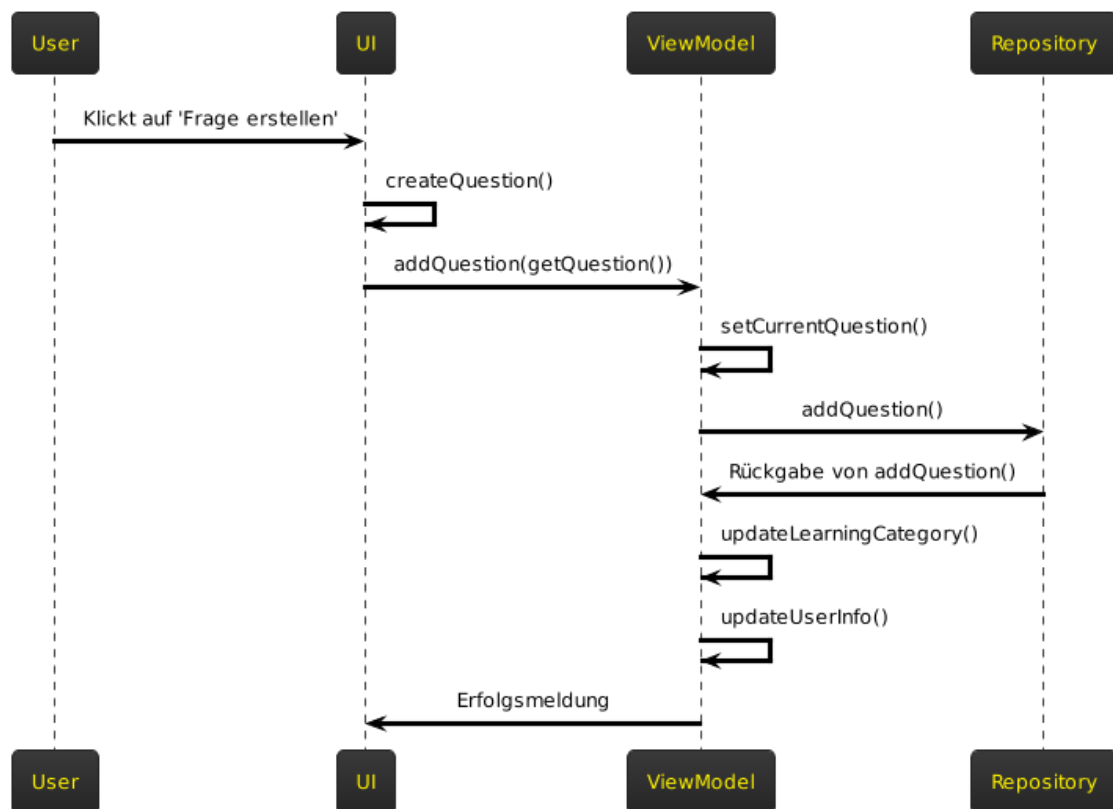 User
UI
ViewModel
Repository
Klickt auf 'Frage erstellen'
createQuestion()
addQuestion(getQuestion())
setCurrentQuestion()
addQuestion()
Rückgabe von addQuestion()
updateLearningCategory()
updateUserInfo()
Erfolgsmeldung
User
UI
ViewModel
Repository